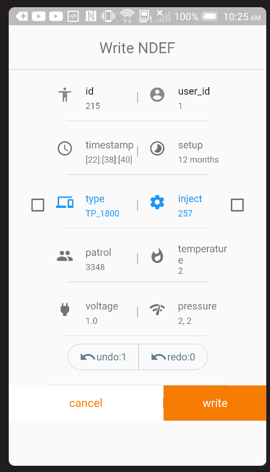 100% 10:25 AM
Write NDEF
id | user_id
215 1
timestamp | setup
[22]:[38]:[40] 12 months
type | inject
TP_1800 257
patrol | temperatur
e
3348 2
voltage | pressure
1.0 2, 2
undo:1 redo:0
cancel write